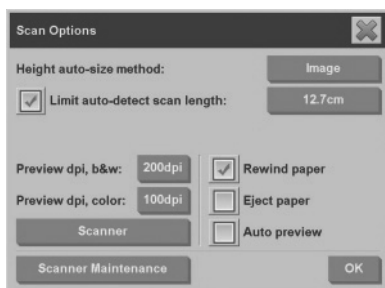 Scan Options
Height auto-size method: Image
Limit auto-detect scan length: 12.7cm
Preview dpi, b&w: 200dpi Rewind paper
Preview dpi, color: 100dpi Eject paper
Scanner Auto preview
Scanner Maintenance OK